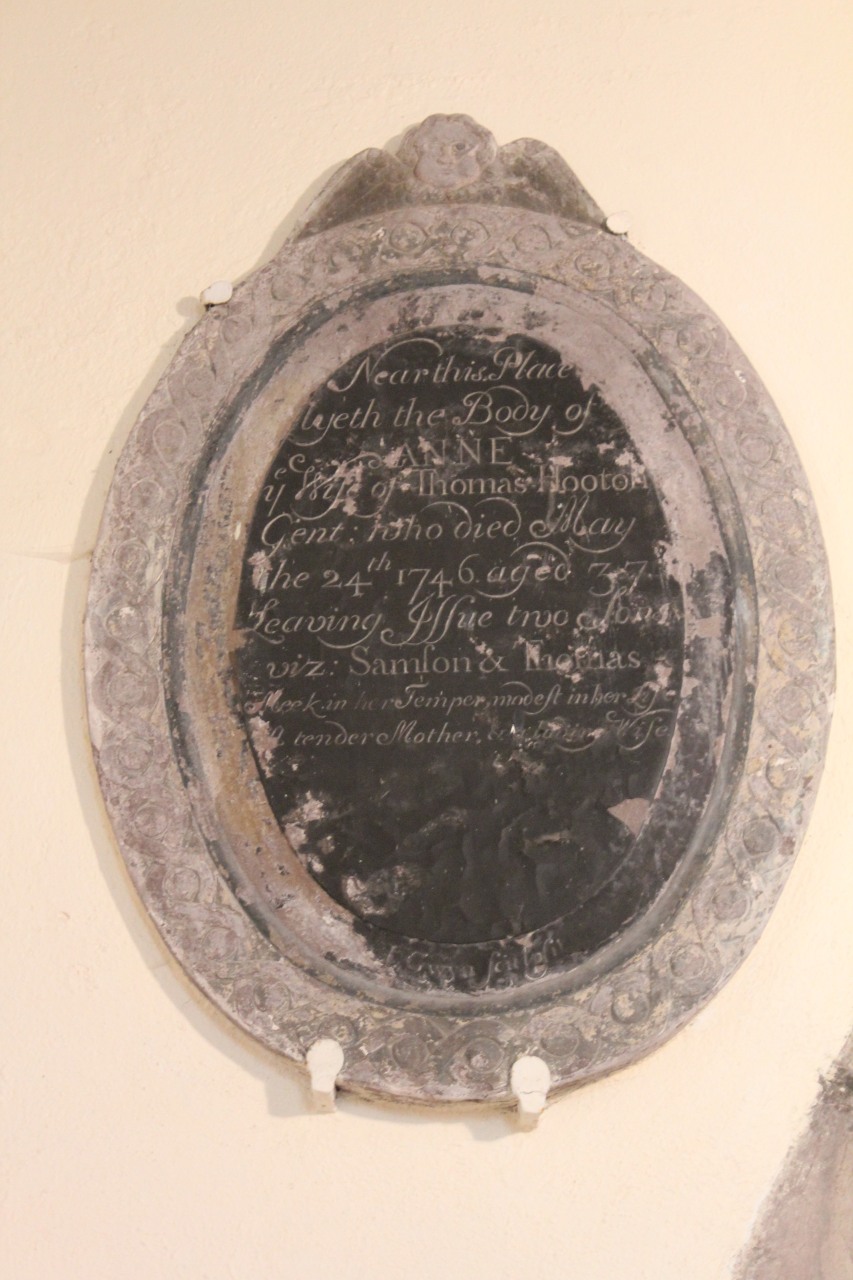 Near this Place
lyeth the Body of
ANNE
yᵉ Wife of Thomas Hooton
Gent: who died May
the 24th 1746. aged 37
Leaving Iſſue two Sons
viz: Samſon & Thomas
Meek in her Temper, modeſt in her
A tender Mother, & Wife